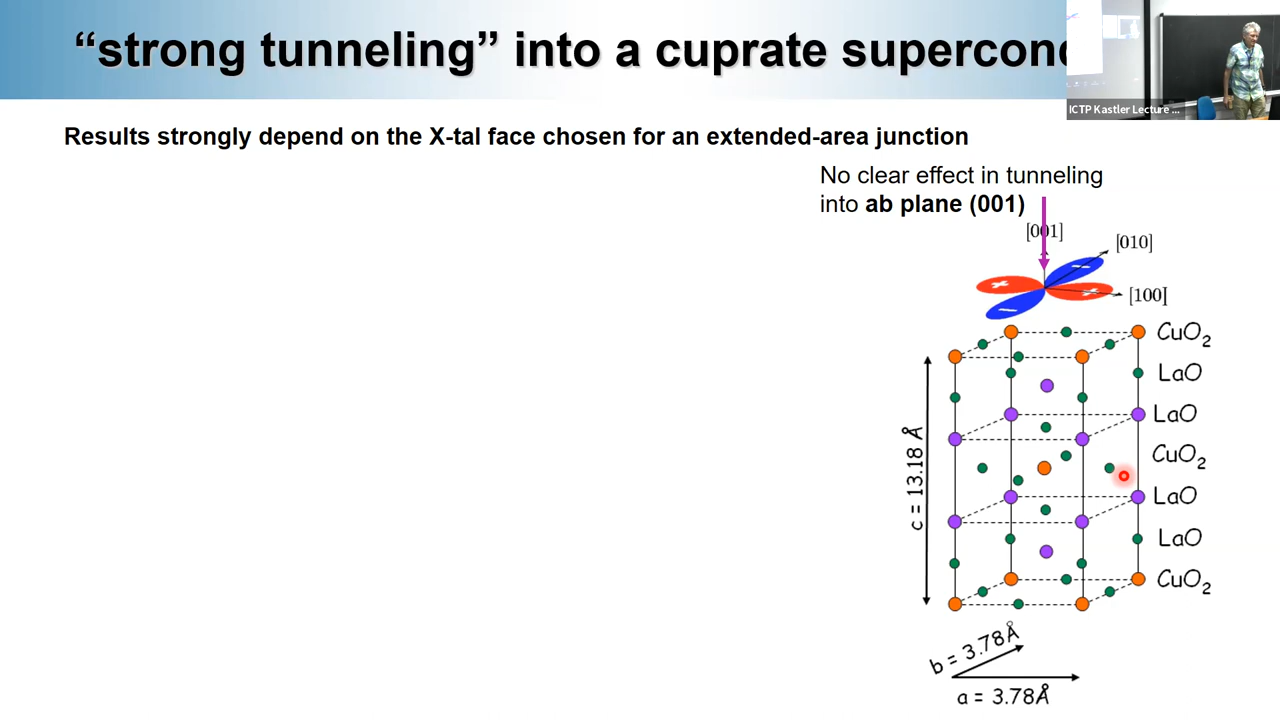 “strong tunneling” into a cuprate
ICTP Kastler Lecture ...
Results strongly depend on the X-tal face chosen for an extended-area junction
No clear effect in tunneling
into ab plane (001)
[001]
[010]
+
−
−
+
[100]
CuO2
LaO
LaO
CuO2
LaO
LaO
CuO2
c = 13.18 Å
b = 3.78Å
a = 3.78Å